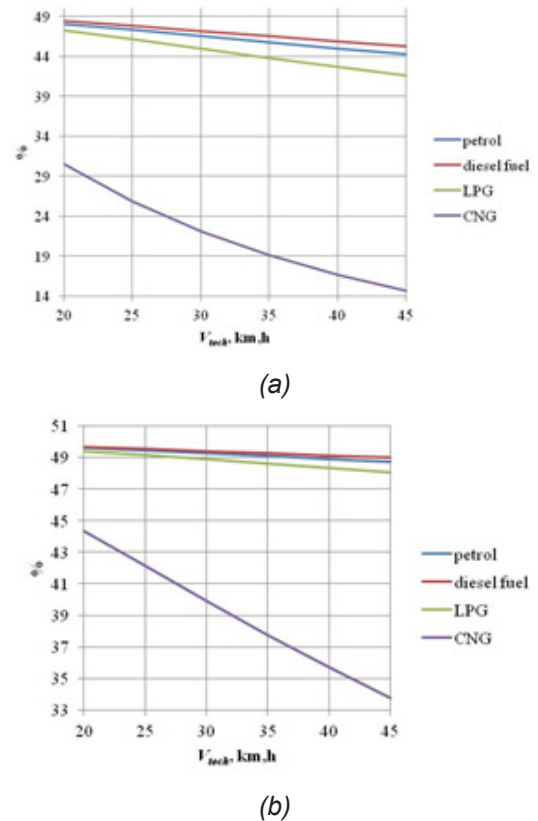 49
44
39
34
29
24
19
14
%
20 25 30 35 40 45
V_tech, km,h
petrol
diesel fuel
LPG
CNG
(a)
51
49
47
45
43
41
39
37
35
33
%
20 25 30 35 40 45
V_tech, km,h
petrol
diesel fuel
LPG
CNG
(b)